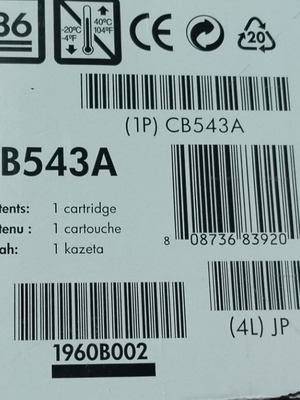 86
40°C
104°F
-20°C
-4°F
CE
20
(1P) CB543A
B543A
tents: 1 cartridge
tenu : 1 cartouche
ah: 1 kazeta
8 08736 83920
(4L) JP
1960B002